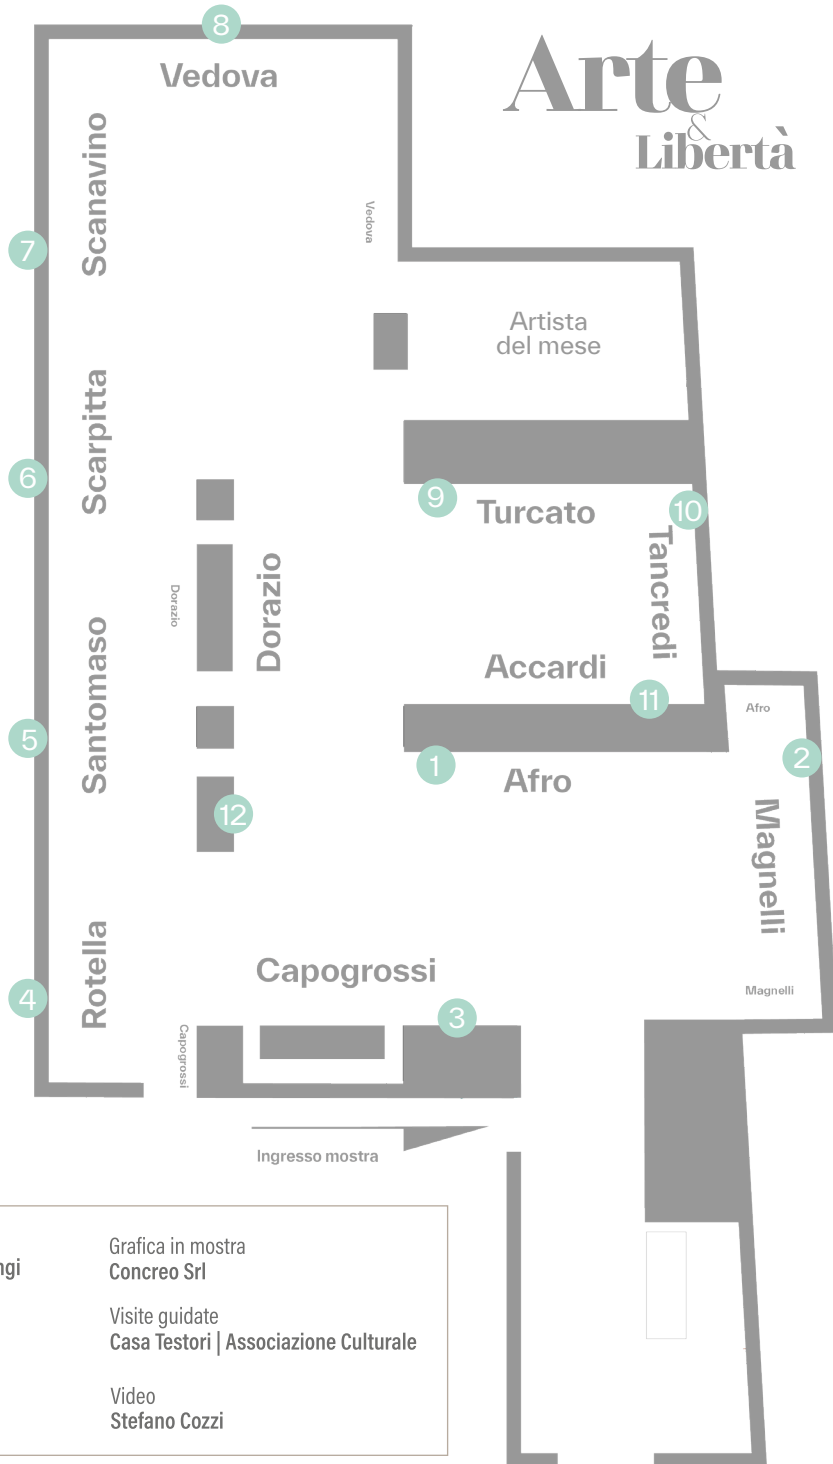 8
Vedova
Arte
&
Libertà
Scanavino
Vedova
7
Artista
del mese
Scarpitta
6
9
Turcato
10
Tancredi
Dorazio
Dorazio
Santomaso
5
Accardi
11
Afro
1
Afro
2
12
Magnelli
Rotella
4
Capogrossi
Magnelli
3
Capogrossi
Ingresso mostra
ngi
Grafica in mostra
Concreo Srl
Visite guidate
Casa Testori | Associazione Culturale
Video
Stefano Cozzi